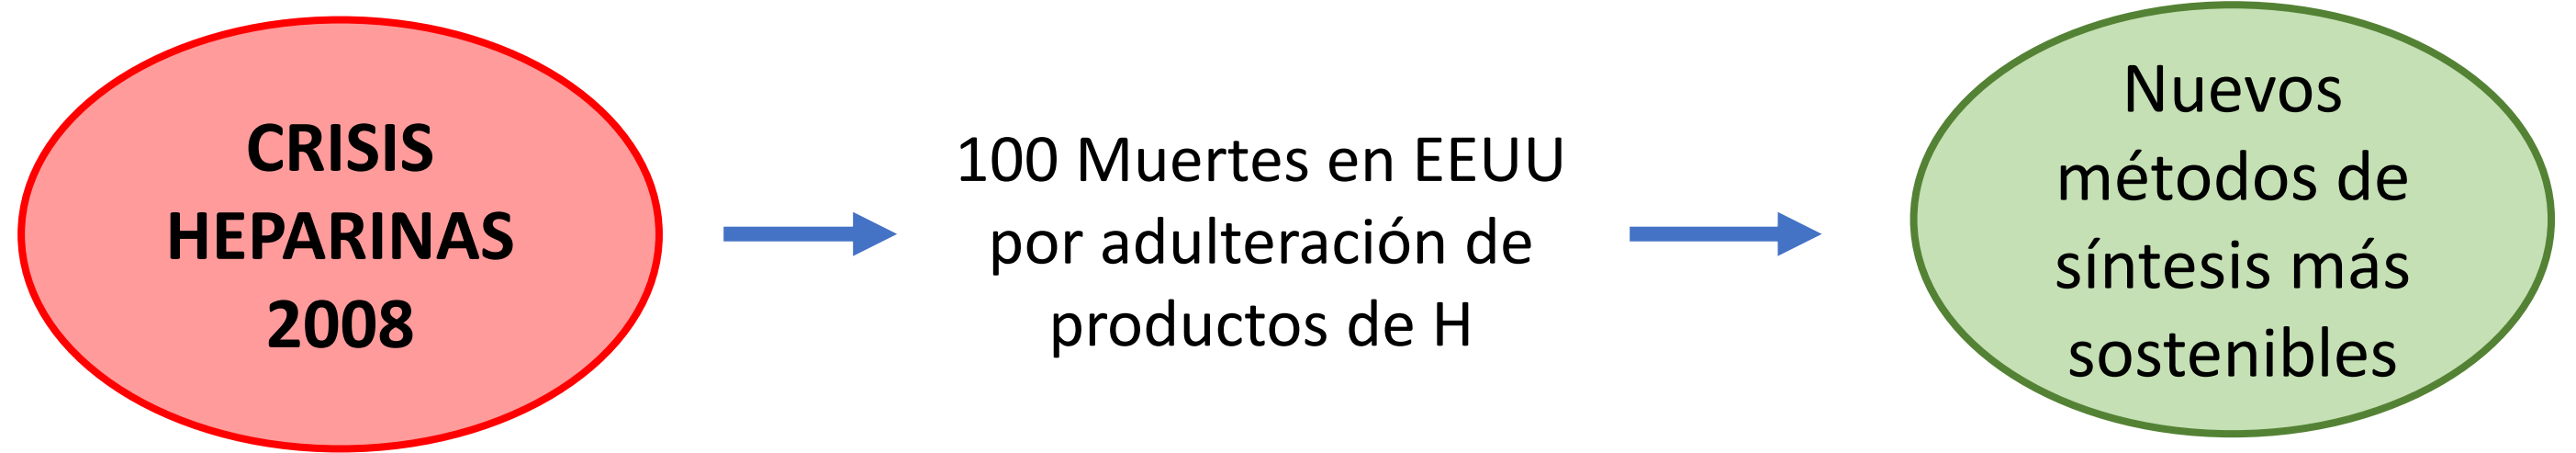 CRISIS
HEPARINAS
2008
100 Muertes en EEUU
por adulteración de
productos de H
Nuevos
métodos de
síntesis más
sostenibles